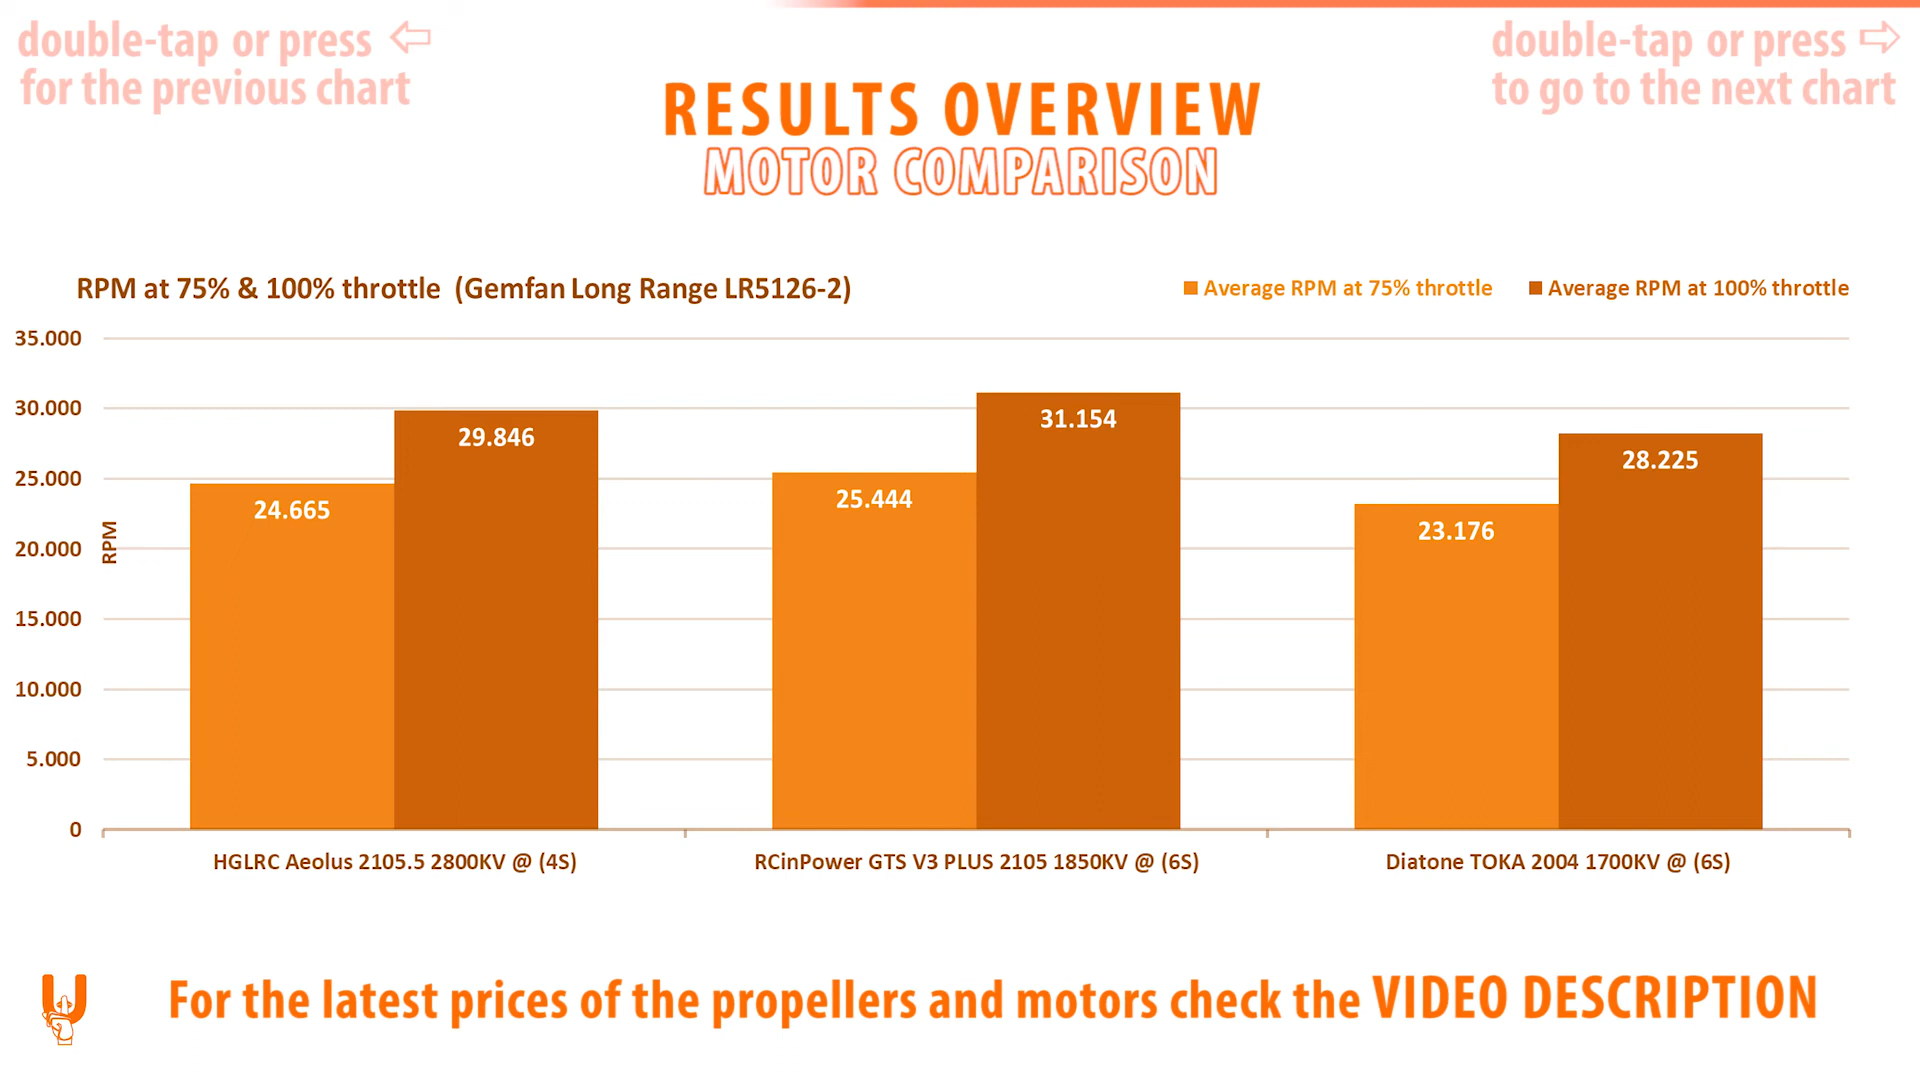 double-tap or press ⇦
for the previous chart
double-tap or press ⇨
to go to the next chart
RESULTS OVERVIEW
MOTOR COMPARISON
RPM at 75% & 100% throttle (Gemfan Long Range LR5126-2)
Average RPM at 75% throttle
Average RPM at 100% throttle
35.000
30.000
25.000
20.000
15.000
10.000
5.000
0
RPM
24.665
29.846
25.444
31.154
23.176
28.225
HGLRC Aeolus 2105.5 2800KV @ (4S)
RCinPower GTS V3 PLUS 2105 1850KV @ (6S)
Diatone TOKA 2004 1700KV @ (6S)
For the latest prices of the propellers and motors check the VIDEO DESCRIPTION